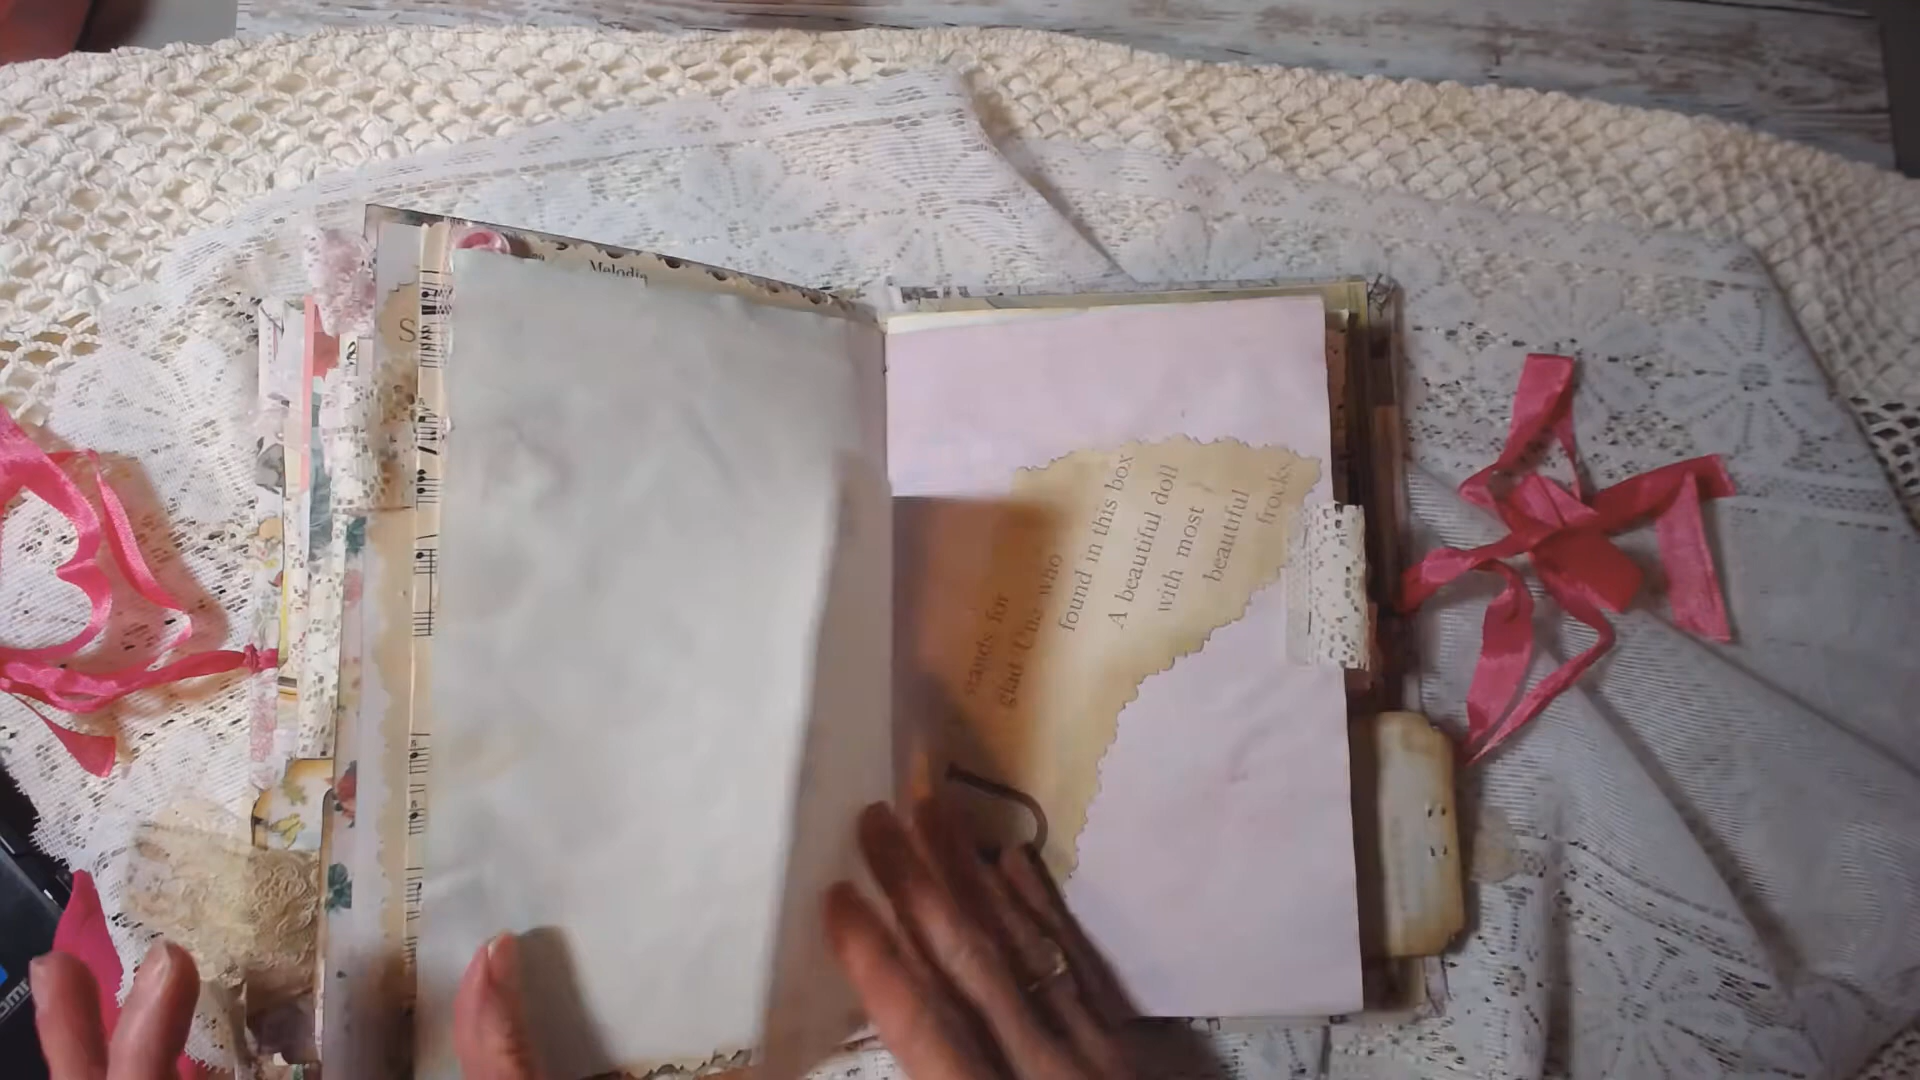 Melodie
S
stands for
glad Una who
found in this box
A beautiful doll
with most
beautiful
frocks